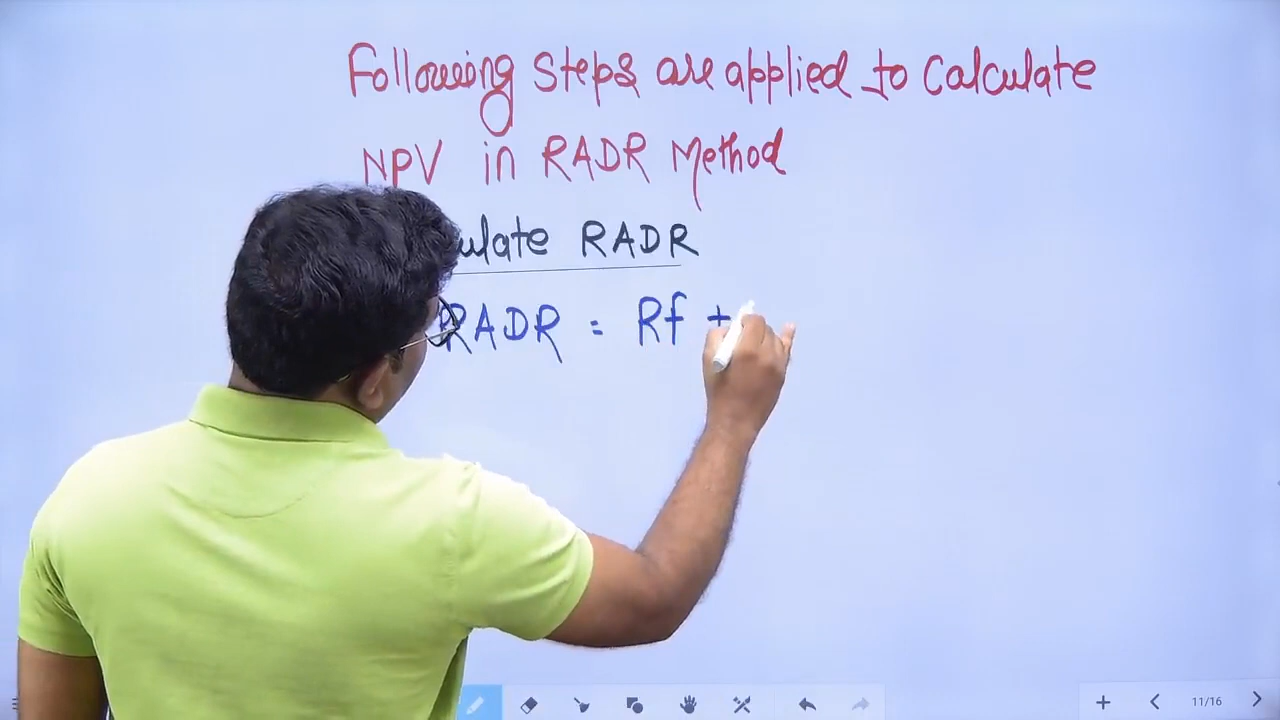 Following Steps are applied to Calculate
NPV in RADR Method
ulate RADR
RADR = Rf +
11/16